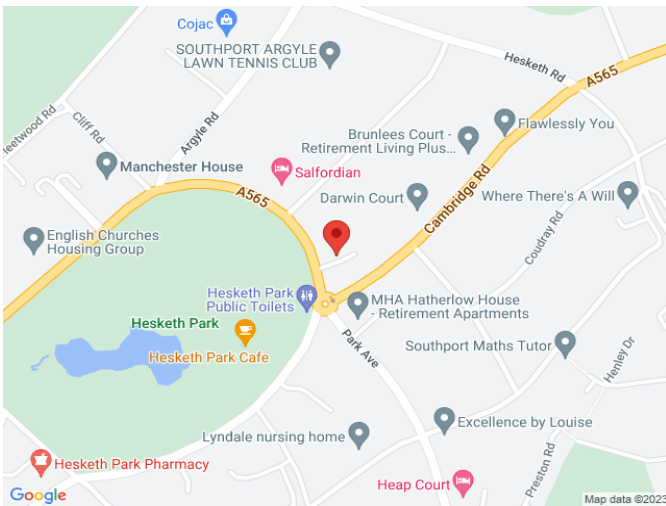 Cojac
SOUTHPORT ARGYLE
LAWN TENNIS CLUB
Hesketh Rd
A565
leetwood Rd
Cliff Rd
Argyle Rd
Flawlessly You
Brunlees Court -
Retirement Living Plus...
Manchester House
Salfordian
A565
Darwin Court
Cambridge Rd
Where There's A Will
Coudray Rd
English Churches
Housing Group
Hesketh Park
Public Toilets
MHA Hatherlow House
- Retirement Apartments
Hesketh Park
Hesketh Park Cafe
Park Ave
Southport Maths Tutor
Henley Dr
Excellence by Louise
Lyndale nursing home
Preston Rd
Hesketh Park Pharmacy
Heap Court
Google
Map data ©2023